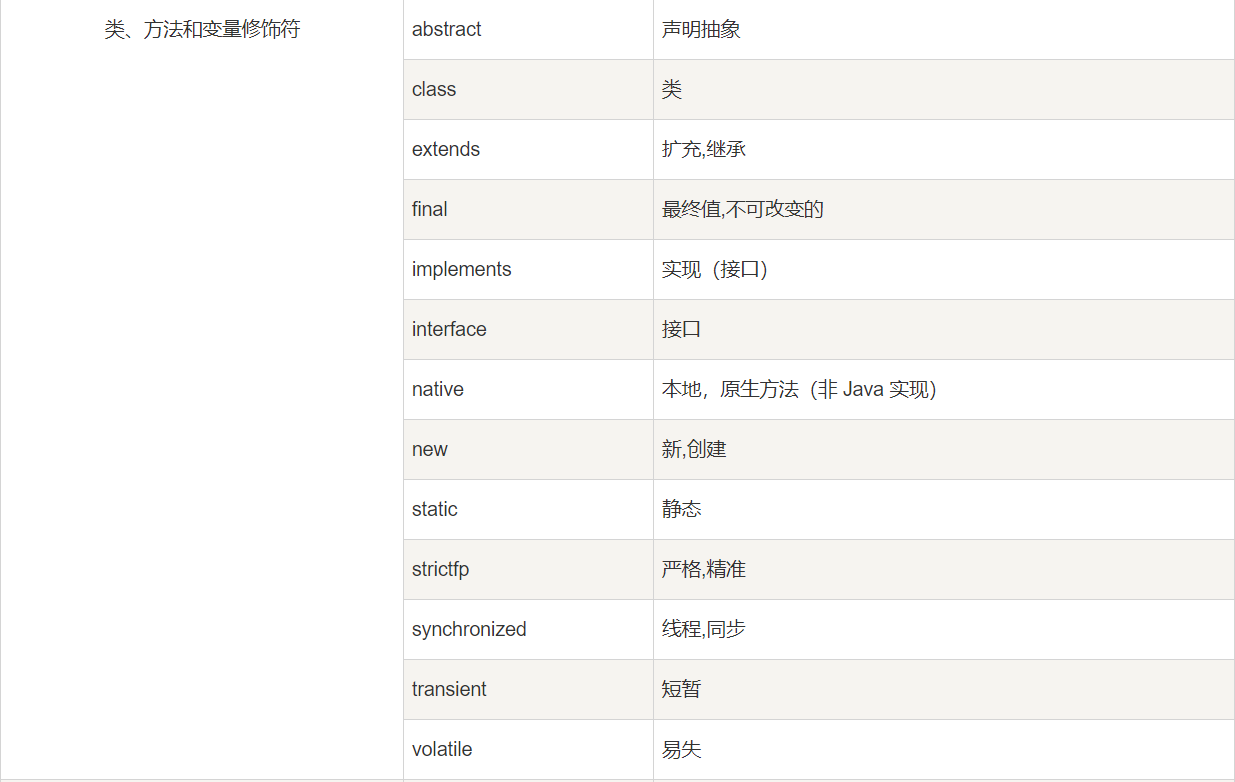 类、方法和变量修饰符 abstract 声明抽象
class 类
extends 扩充,继承
final 最终值,不可改变的
implements 实现（接口）
interface 接口
native 本地，原生方法（非 Java 实现）
new 新,创建
static 静态
strictfp 严格,精准
synchronized 线程,同步
transient 短暂
volatile 易失